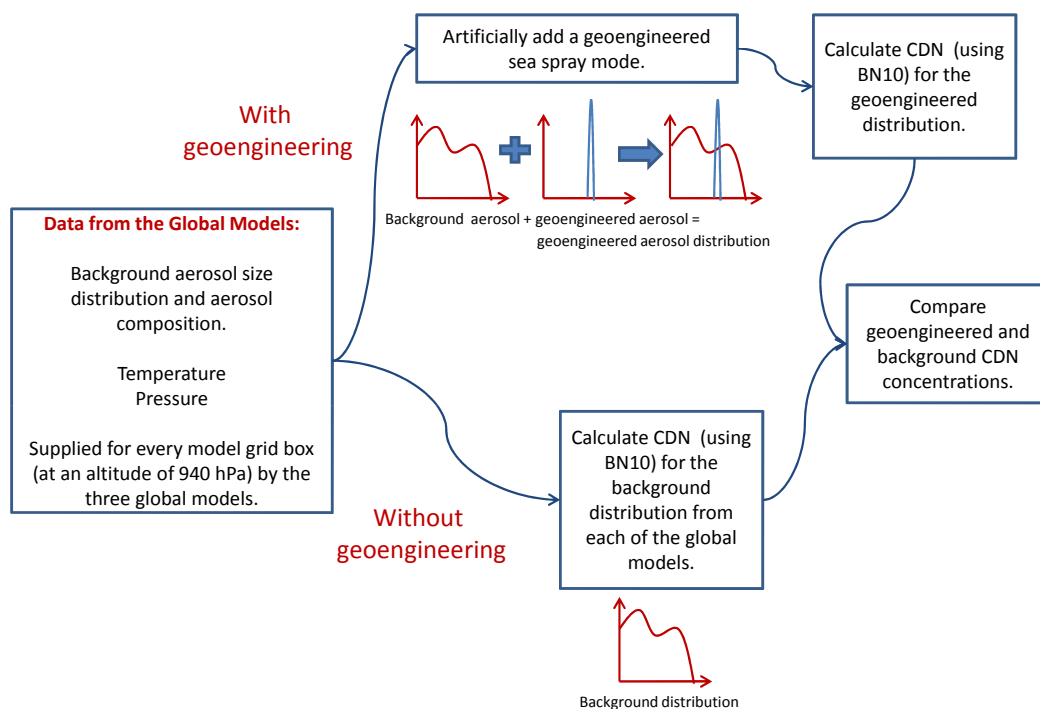 Artificially add a geoengineered
sea spray mode.
Calculate CDN (using
BN10) for the
geoengineered
distribution.
With
geoengineering
Background aerosol + geoengineered aerosol =
geoengineered aerosol distribution
Data from the Global Models:
Background aerosol size
distribution and aerosol
composition.
Temperature
Pressure
Supplied for every model grid box
(at an altitude of 940 hPa) by the
three global models.
Compare
geoengineered and
background CDN
concentrations.
Without
geoengineering
Calculate CDN (using
BN10) for the
background
distribution from
each of the global
models.
Background distribution